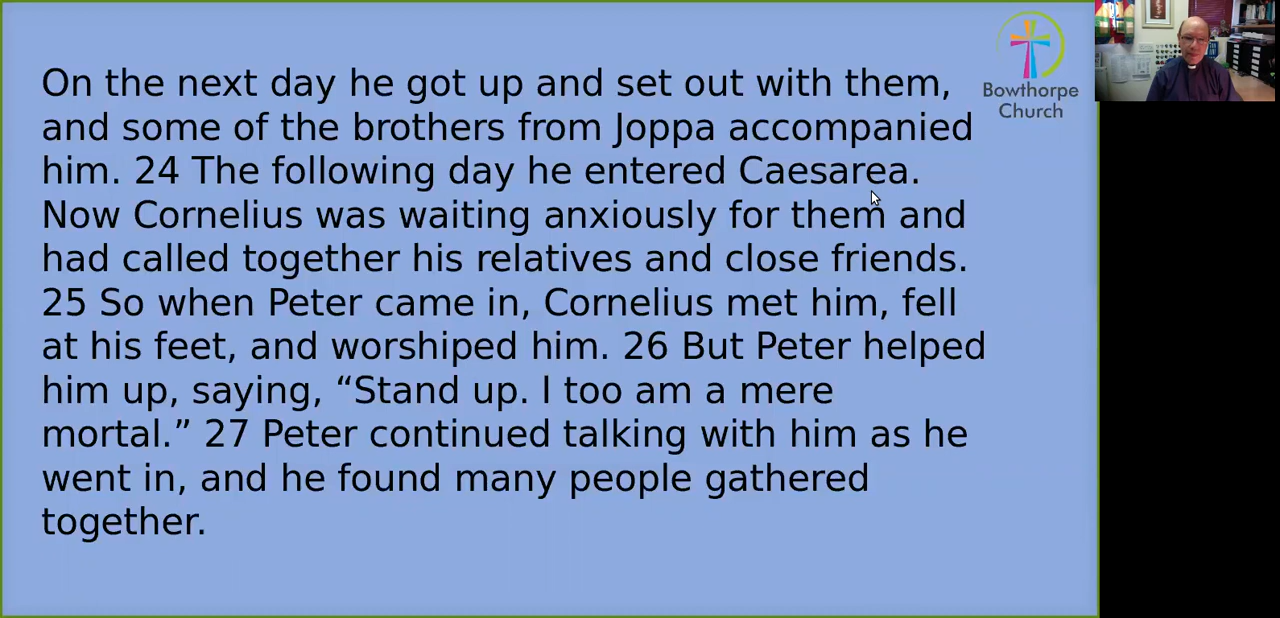 On the next day he got up and set out with them,
and some of the brothers from Joppa accompanied
him. 24 The following day he entered Caesarea.
Now Cornelius was waiting anxiously for them and
had called together his relatives and close friends.
25 So when Peter came in, Cornelius met him, fell
at his feet, and worshiped him. 26 But Peter helped
him up, saying, “Stand up. I too am a mere
mortal.” 27 Peter continued talking with him as he
went in, and he found many people gathered
together.
Bowthorpe
Church